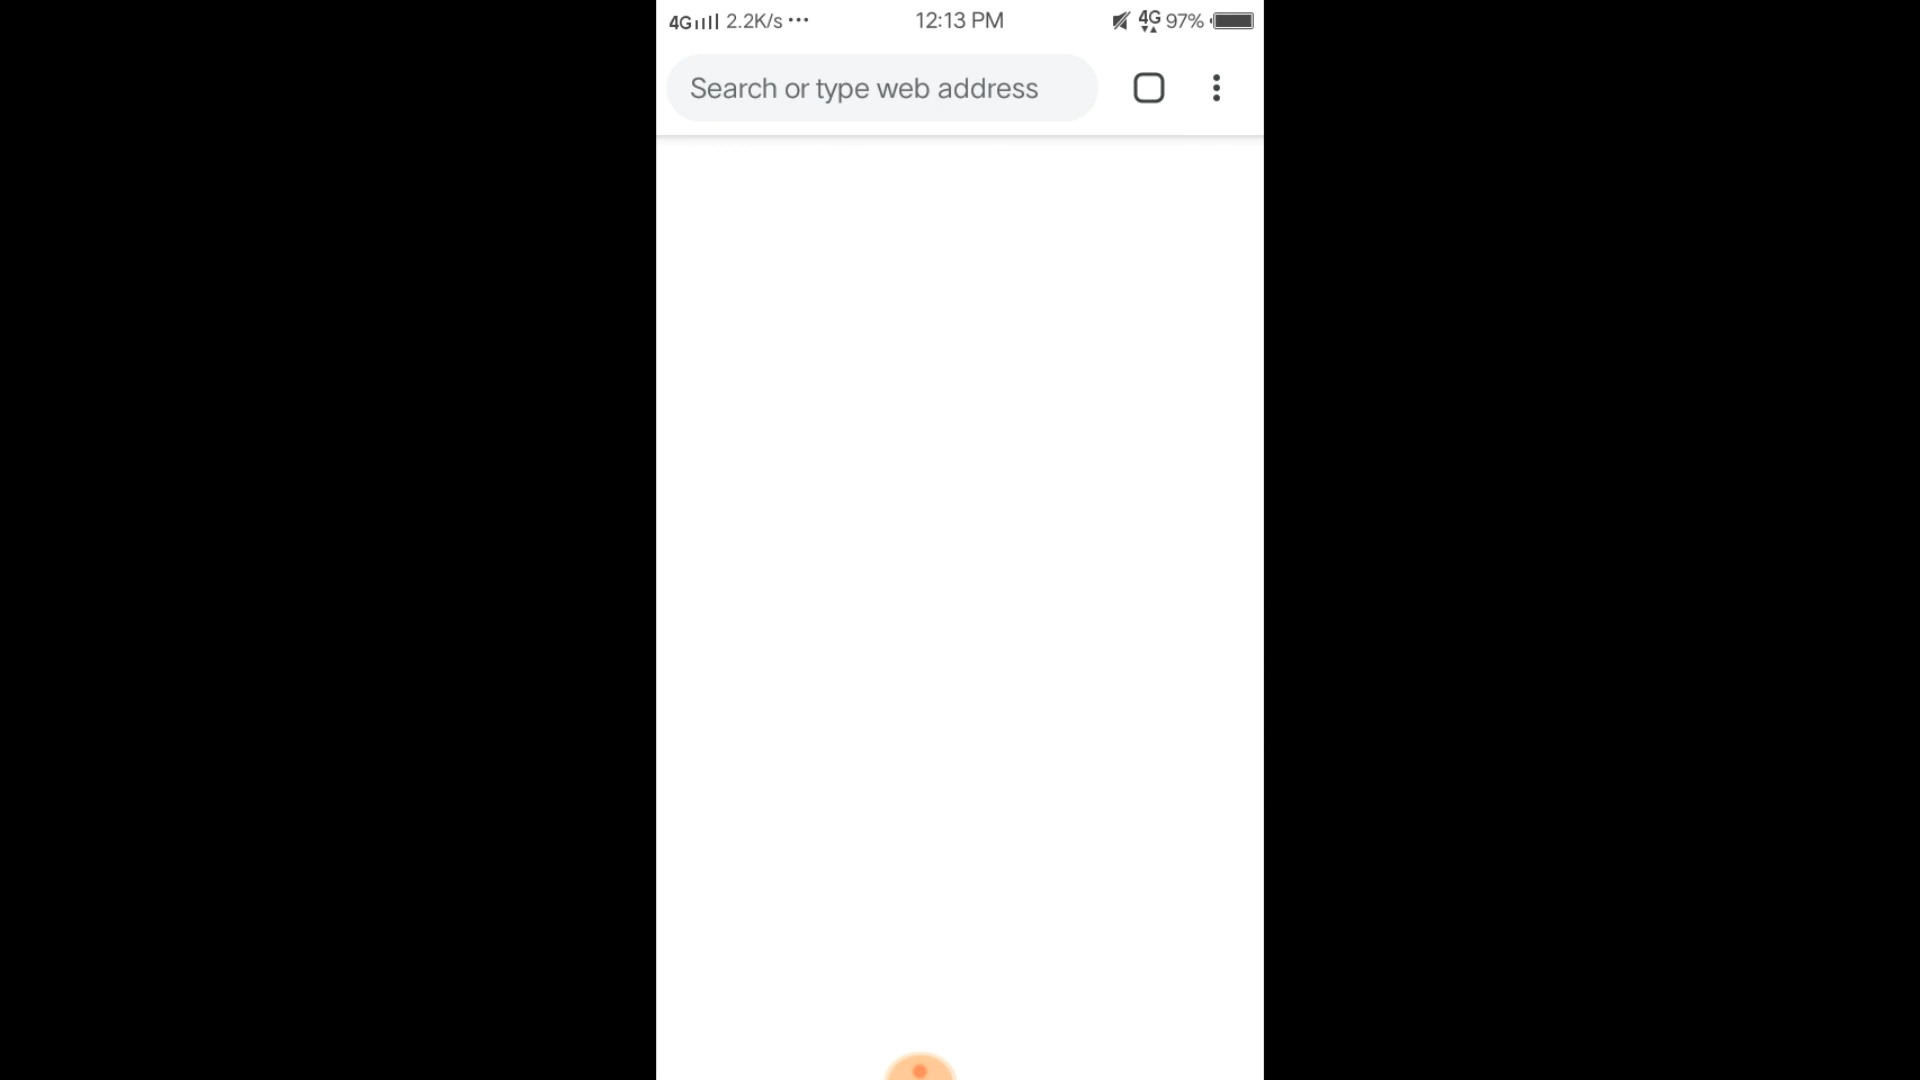 4G 2.2K/s ··· 12:13 PM 4G 97%
Search or type web address